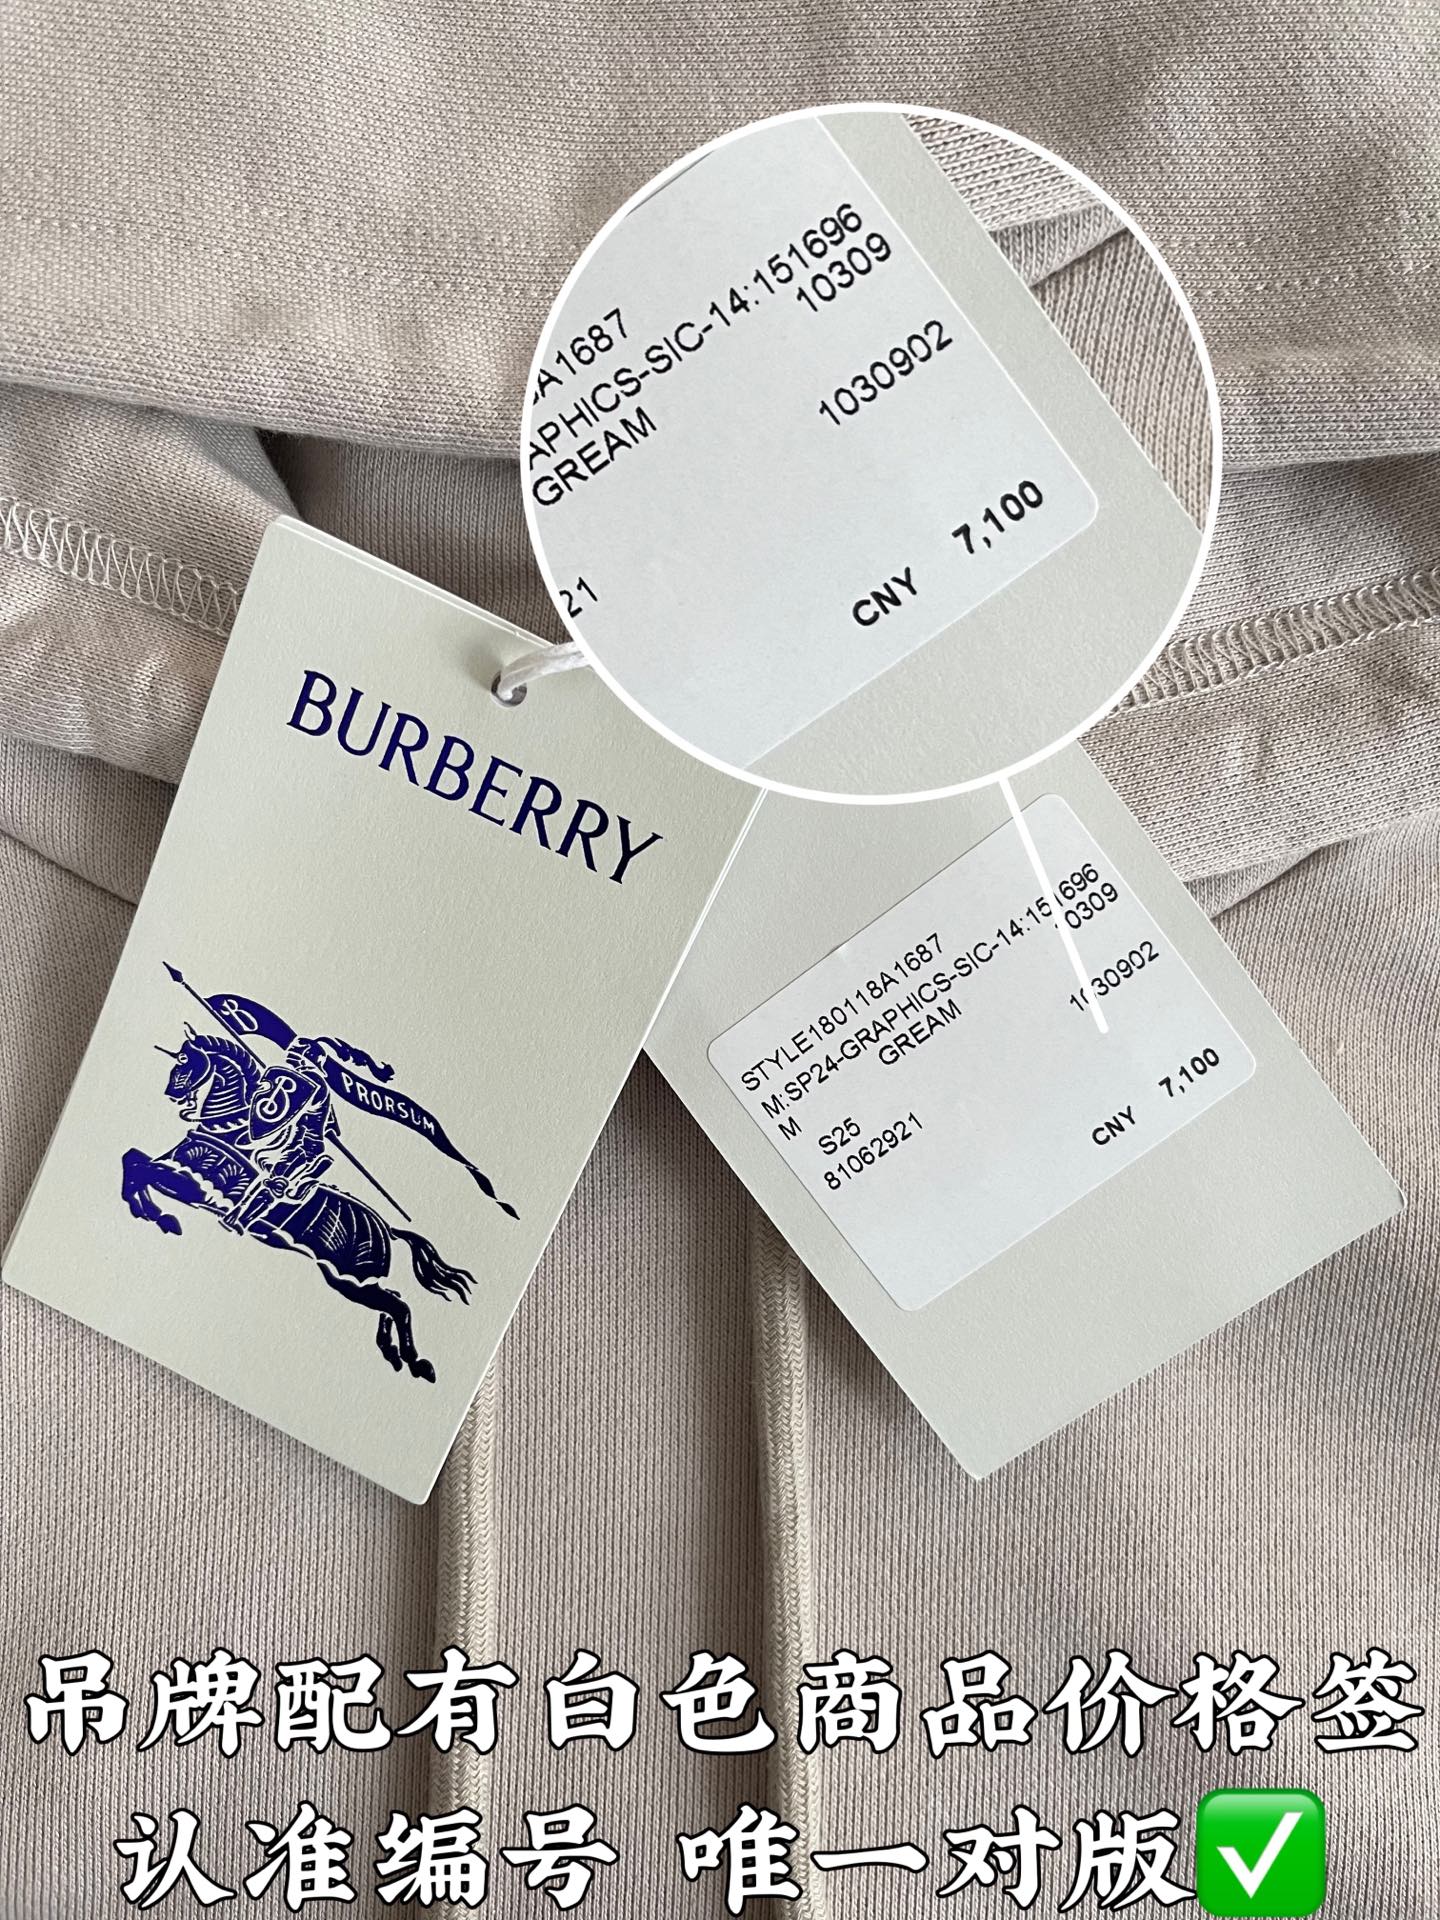 A1687
APHICS-SIC-14:151696
GREAM 10309
1030902
21
CNY 7,100
BURBERRY
B
PRORSUM
B
STYLE180118A1687
M:SP24-GRAPHICS-SIC-14:151696
M GREAM 10309
S25 1030902
81062921
CNY 7,100
吊牌配有白色商品价格签
认准编号 唯一对版✅